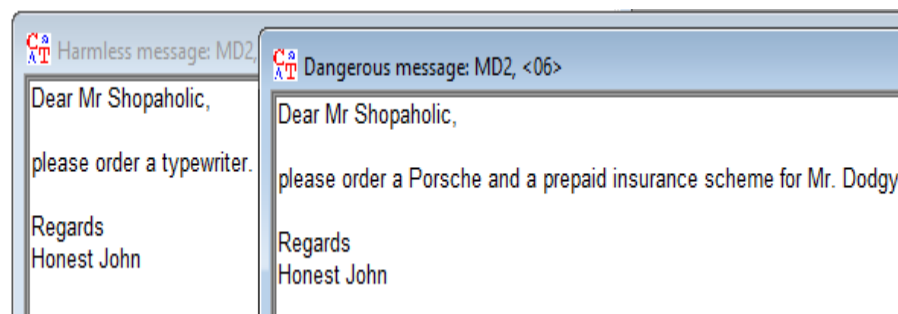 Harmless message: MD2,
Dear Mr Shopaholic,
please order a typewriter.
Regards
Honest John
Dangerous message: MD2, <06>
Dear Mr Shopaholic,
please order a Porsche and a prepaid insurance scheme for Mr. Dodgy
Regards
Honest John